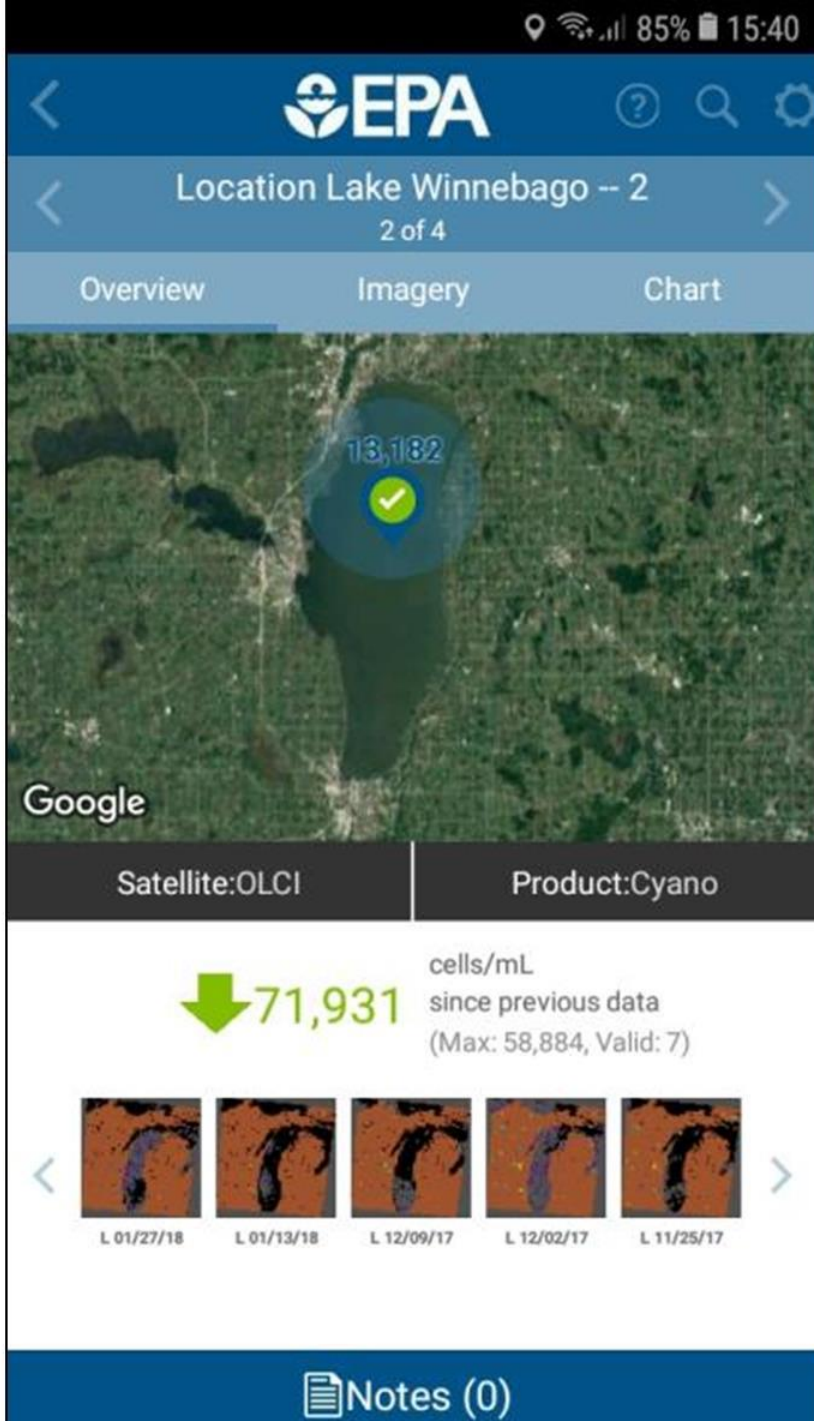 85% 15:40
EPA
Location Lake Winnebago -- 2
2 of 4
Overview Imagery Chart
13,182
Google
Satellite:OLCI Product:Cyano
71,931 cells/mL
since previous data
(Max: 58,884, Valid: 7)
L 01/27/18 L 01/13/18 L 12/09/17 L 12/02/17 L 11/25/17
Notes (0)